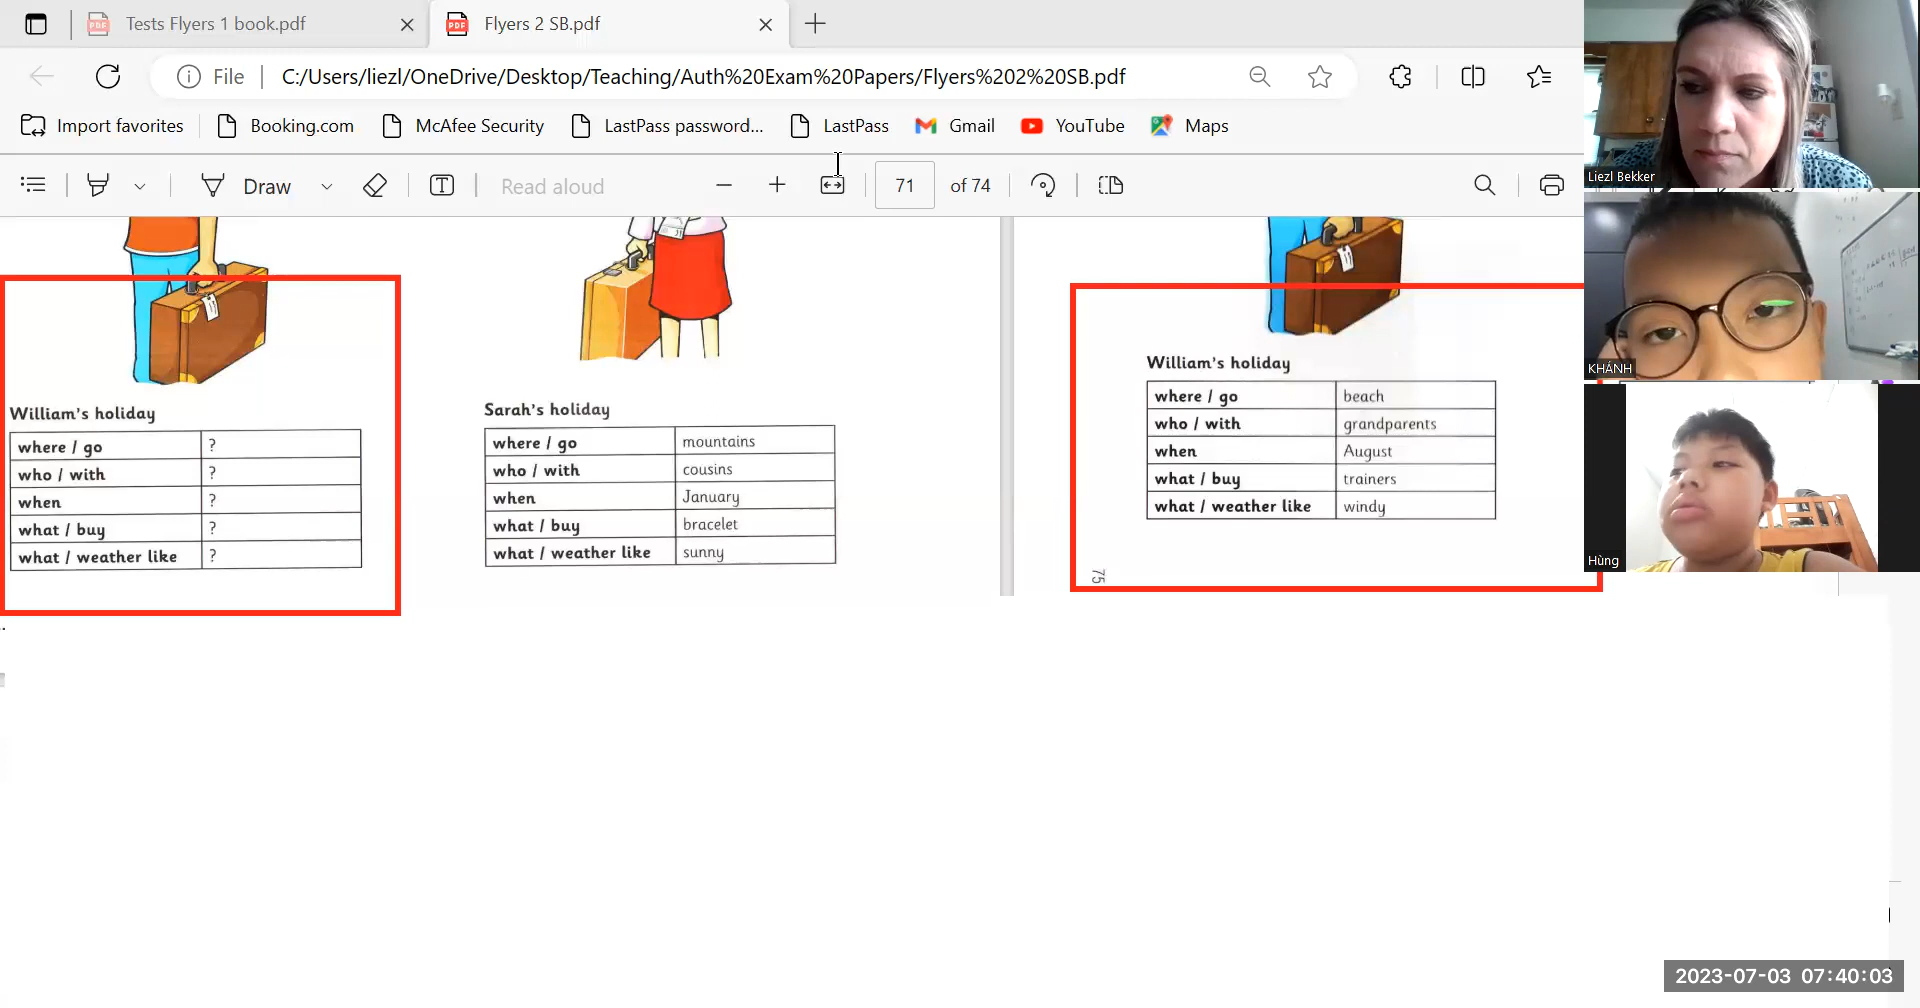 Tests Flyers 1 book.pdf
Flyers 2 SB.pdf
File
C:/Users/liezl/OneDrive/Desktop/Teaching/Auth%20Exam%20Papers/Flyers%202%20SB.pdf
Import favorites
Booking.com
McAfee Security
LastPass password...
LastPass
Gmail
YouTube
Maps
Draw
Read aloud
71
of 74
William's holiday
where / go ?
who / with ?
when ?
what / buy ?
what / weather like ?
Sarah's holiday
where / go mountains
who / with cousins
when January
what / buy bracelet
what / weather like sunny
William's holiday
where / go beach
who / with grandparents
when August
what / buy trainers
what / weather like windy
75
Liezl Bekker
KHÁNH
Hùng
2023-07-03 07:40:03